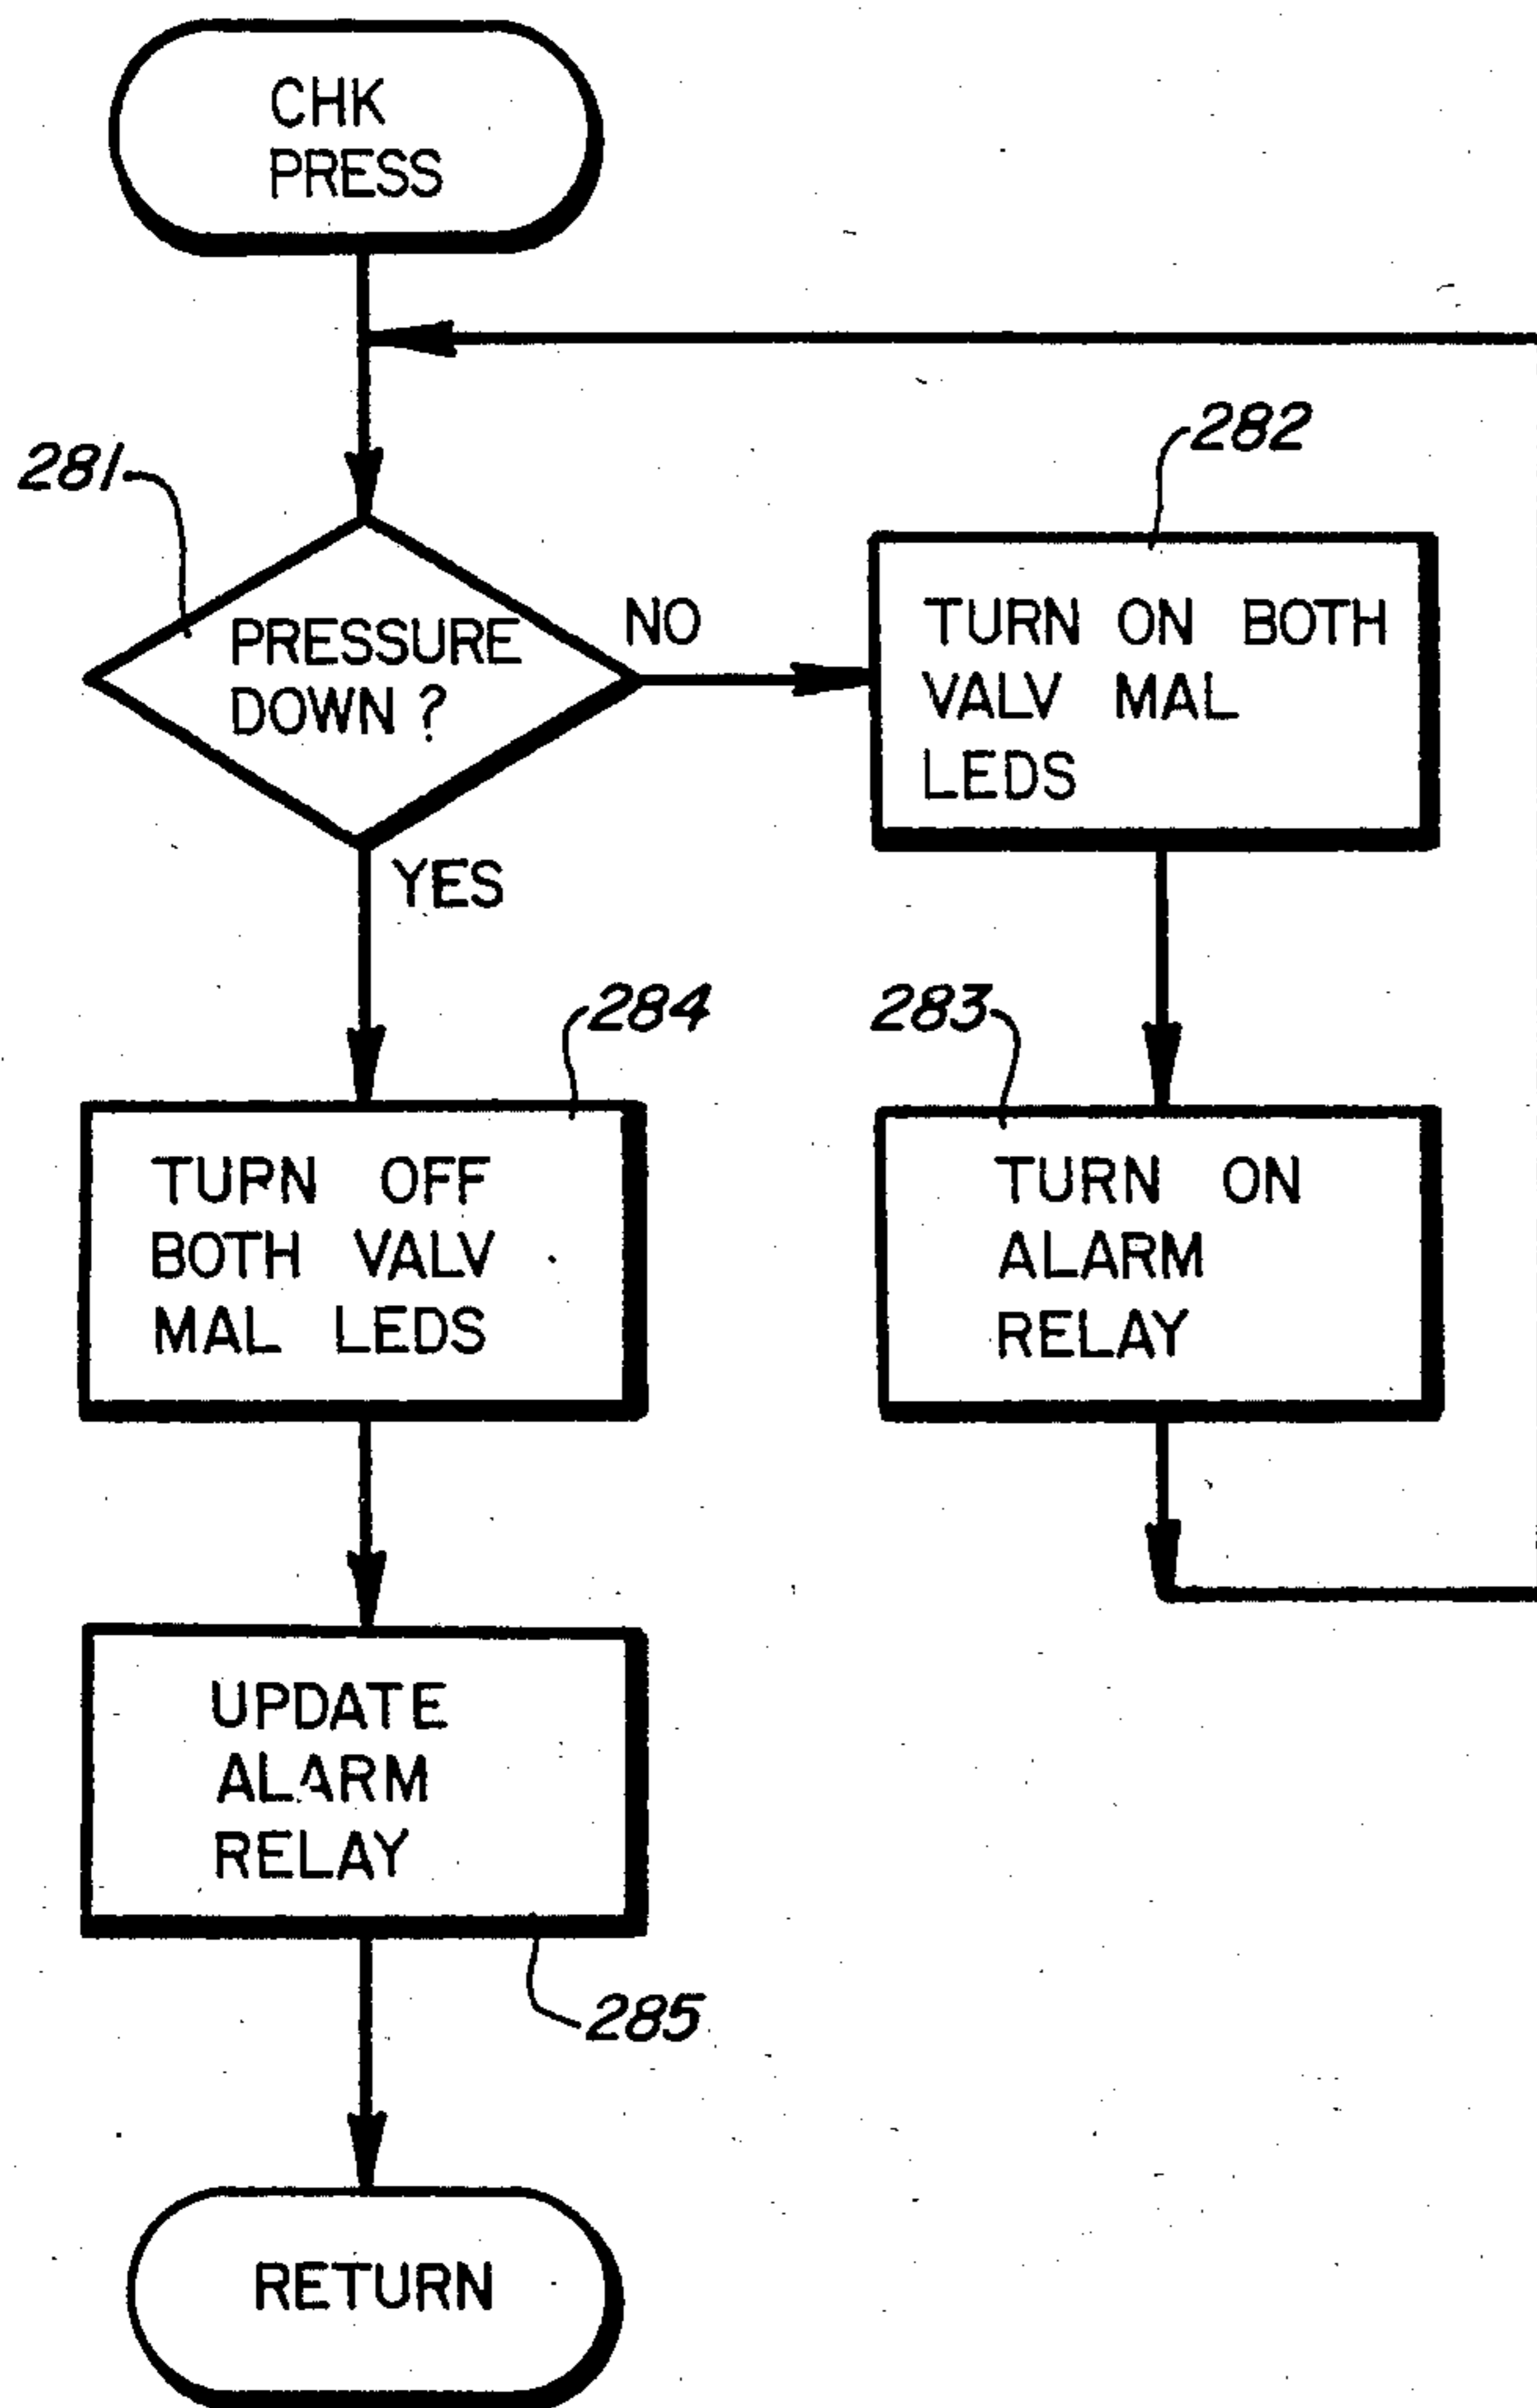 CHK
PRESS
281
PRESSURE
DOWN?
NO
282
TURN ON BOTH
VALV MAL
LEDS
YES
284
TURN OFF
BOTH VALV
MAL LEDS
283
TURN ON
ALARM
RELAY
UPDATE
ALARM
RELAY
285
RETURN